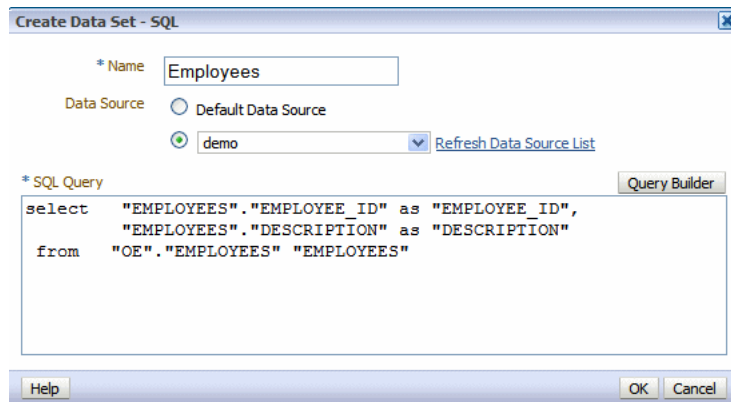 Create Data Set - SQL
* Name Employees
Data Source Default Data Source
demo Refresh Data Source List
* SQL Query Query Builder
select "EMPLOYEES"."EMPLOYEE_ID" as "EMPLOYEE_ID",
"EMPLOYEES"."DESCRIPTION" as "DESCRIPTION"
from "OE"."EMPLOYEES" "EMPLOYEES"
Help OK Cancel